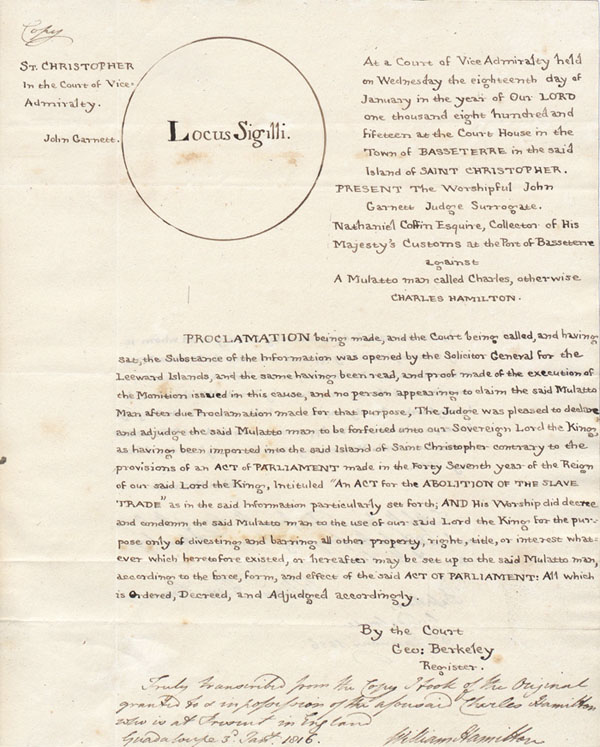 Copy
St. CHRISTOPHER
In the Court of Vice-
Admiralty.
John Garnett.
Locus Sigilli.
At a Court of Vice Admiralty held
on Wednesday the eighteenth day of
January in the year of Our LORD
one thousand eight hundred and
fifteen at the Court House in the
Town of BASSETERRE in the said
Island of SAINT CHRISTOPHER.
PRESENT The Worshipful John
Garnett Judge Surrogate.
Nathaniel Coffin Esquire, Collector of His
Majesty's Customs at the Port of Basseterre
against
A Mulatto man called Charles, otherwise
CHARLES HAMILTON.
PROCLAMATION being made, and the Court being called, and having
sat, the Substance of the Information was opened by the Solicitor General for the
Leeward Islands, and the same having been read, and proof made of the execution of
the Monition issued in this cause, and no person appearing to claim the said Mulatto
Man after due Proclamation made for that purpose, The Judge was pleased to declare
and adjudge the said Mulatto man to be forfeited unto our Sovereign Lord the King,
as having been imported into the said Island of Saint Christopher contrary to the
provisions of an ACT of PARLIAMENT made in the Forty Seventh year of the Reign
of our said Lord the King, Intituled "An ACT for the ABOLITION OF THE SLAVE
TRADE" as in the said Information particularly set forth; AND His Worship did decree
and condemn the said Mulatto man to the use of our said Lord the King for the pur-
pose only of divesting and barring all other property, right, title, or interest what-
ever which heretofore existed, or hereafter may be set up to the said Mulatto man,
according to the force, form, and effect of the said ACT OF PARLIAMENT: All which
is Ordered, Decreed, and Adjudged accordingly.
By the Court
Geo: Berkeley
Register.
Truly transcribed from the Copy I took of the Original
granted to & in possession of the aforesaid Charles Hamilton
who is at Present in England
Guadaloupe 3d Jany. 1816. William Hamilton